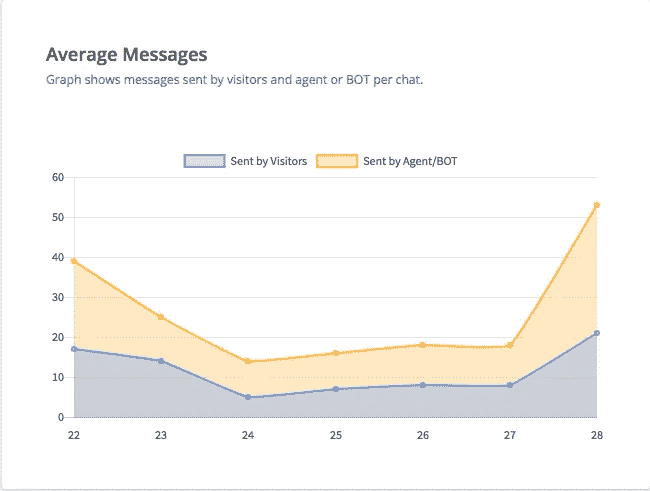 Average Messages
Graph shows messages sent by visitors and agent or BOT per chat.
Sent by Visitors Sent by Agent/BOT
60
50
40
30
20
10
0
22 23 24 25 26 27 28